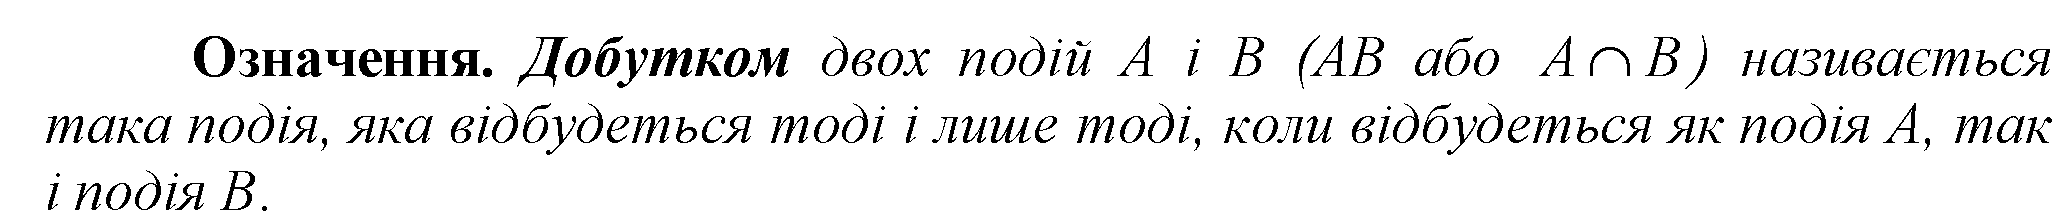 Означення. Добутком двох подій А і В (АВ або A∩B) називається
така подія, яка відбудеться тоді і лише тоді, коли відбудеться як подія А, так
і подія В.